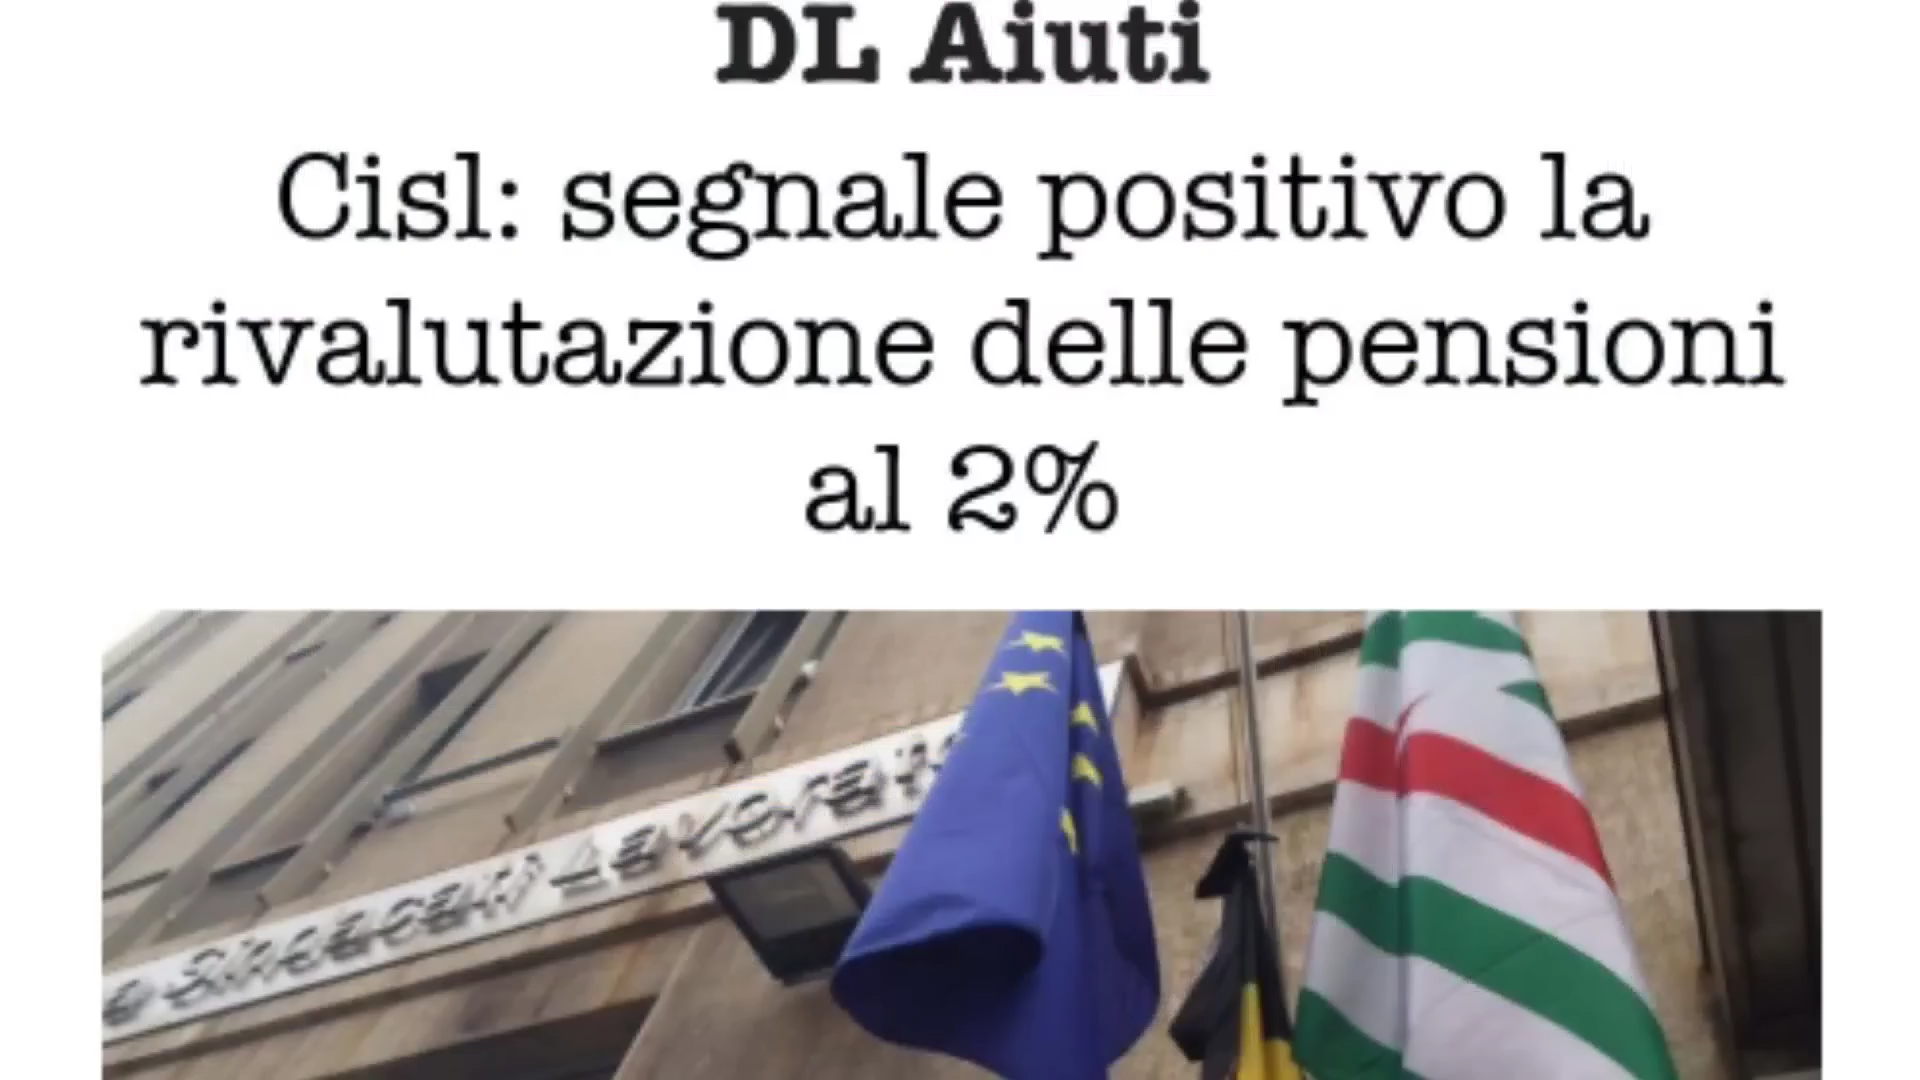 DL Aiuti
Cisl: segnale positivo la
rivalutazione delle pensioni
al 2%